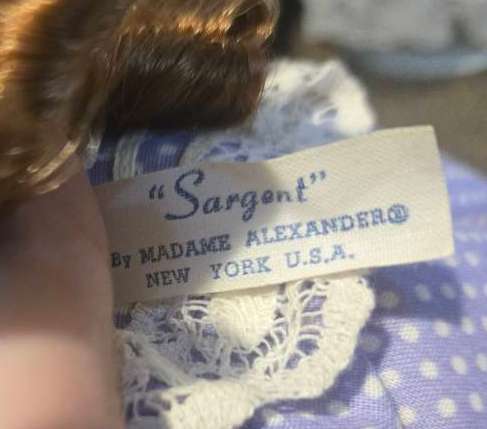 "Sargent"
By MADAME ALEXANDER®
NEW YORK U.S.A.